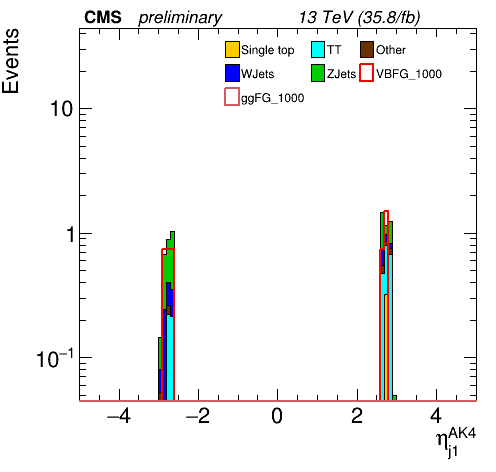 CMS preliminary 13 TeV (35.8/fb)
Events
Single top TT Other
WJets ZJets VBFG_1000
ggFG_1000
10
1
10⁻¹
−4 −2 0 2 4
η_j1^AK4